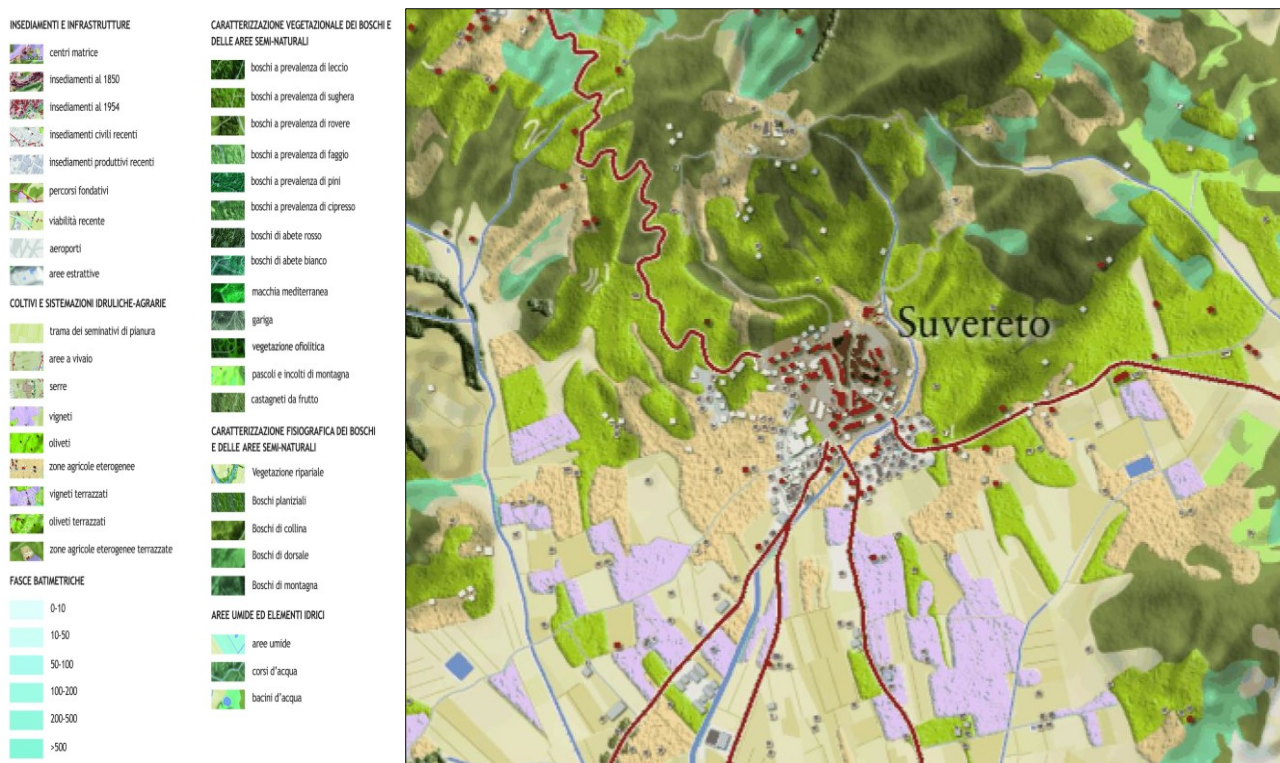 INSEDIAMENTI E INFRASTRUTTURE
centri matrice
insediamenti al 1850
insediamenti al 1954
insediamenti civili recenti
insediamenti produttivi recenti
percorsi fondativi
viabilità recente
aeroporti
aree estrattive
COLTIVI E SISTEMAZIONI IDRULICHE-AGRARIE
trama dei seminativi di pianura
aree a vivaio
serre
vigneti
oliveti
zone agricole eterogenee
vigneti terrazzati
oliveti terrazzati
zone agricole eterogenee terrazzate
FASCE BATIMETRICHE
0-10
10-50
50-100
100-200
200-500
>500
CARATTERIZZAZIONE VEGETAZIONALE DEI BOSCHI E
DELLE AREE SEMI-NATURALI
boschi a prevalenza di leccio
boschi a prevalenza di sughera
boschi a prevalenza di rovere
boschi a prevalenza di faggio
boschi a prevalenza di pini
boschi a prevalenza di cipresso
boschi di abete rosso
boschi di abete bianco
macchia mediterranea
gariga
vegetazione ofiolitica
pascoli e incolti di montagna
castagneti da frutto
CARATTERIZZAZIONE FISIOGRAFICA DEI BOSCHI
E DELLE AREE SEMI-NATURALI
Vegetazione ripariale
Boschi planiziali
Boschi di collina
Boschi di dorsale
Boschi di montagna
AREE UMIDE ED ELEMENTI IDRICI
aree umide
corsi d'acqua
bacini d'acqua
Suvereto